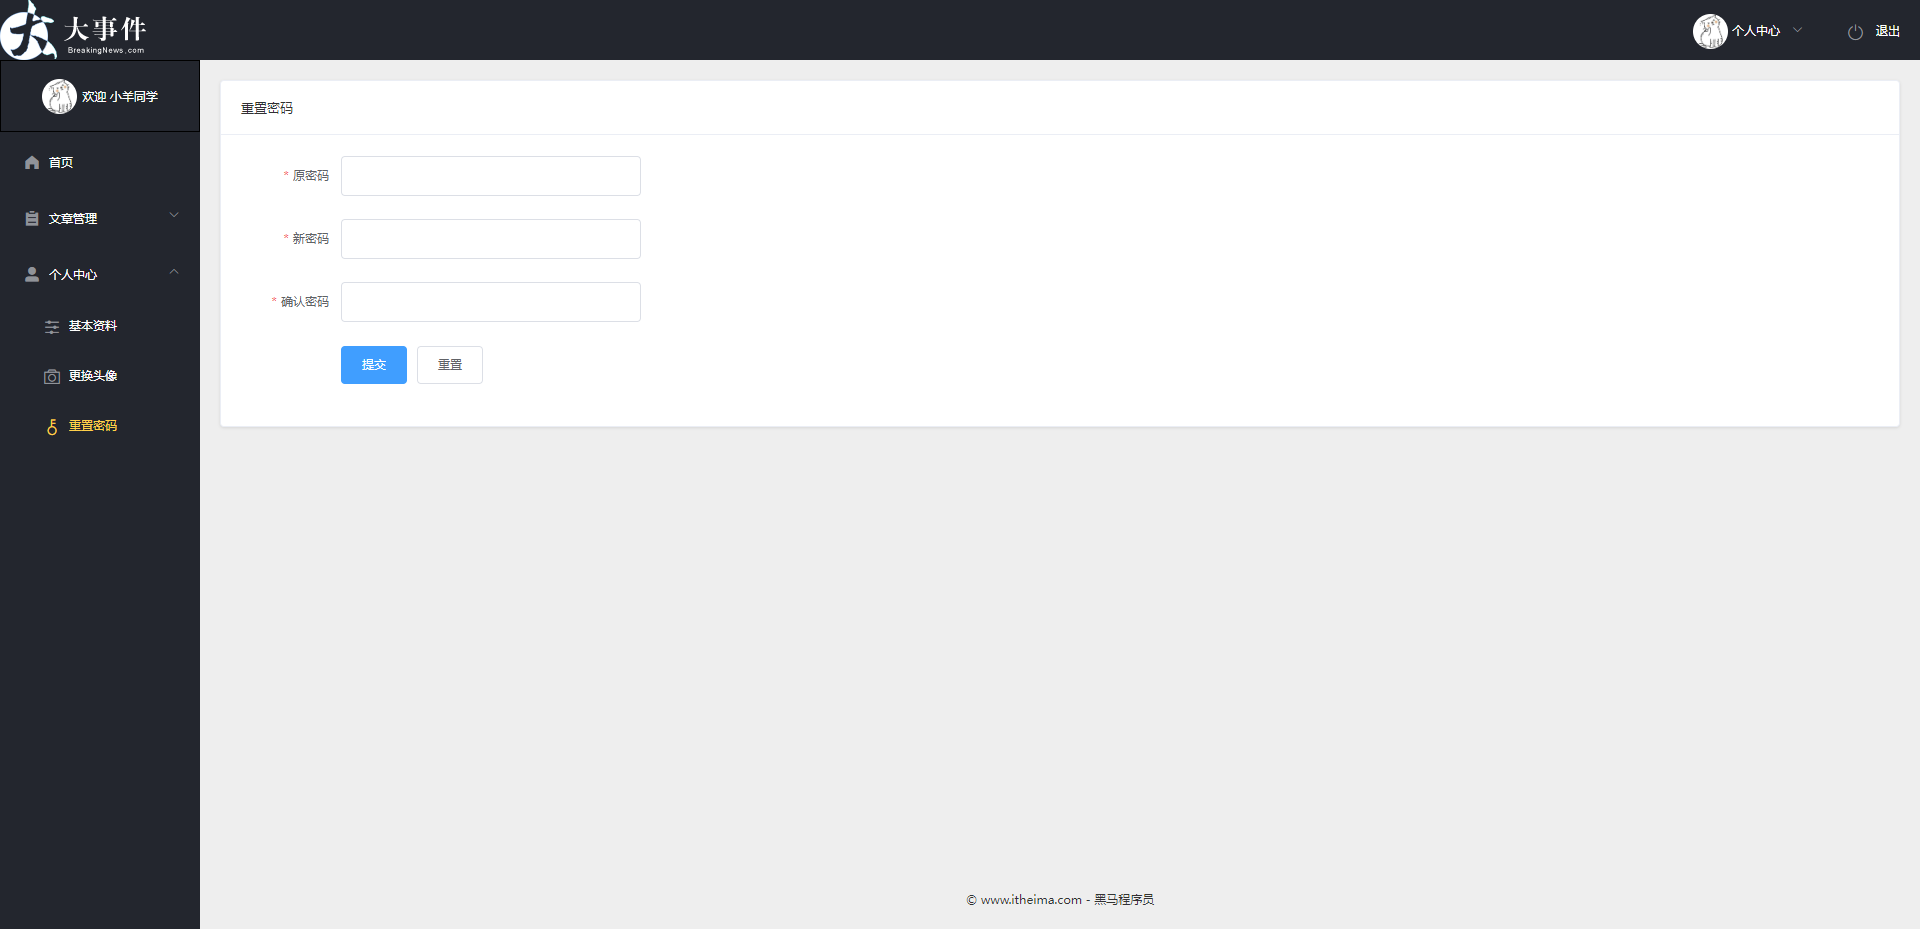 大事件
BreakingNews.com
个人中心
退出
欢迎 小羊同学
首页
文章管理
个人中心
基本资料
更换头像
重置密码
重置密码
* 原密码
* 新密码
* 确认密码
提交
重置
© www.itheima.com - 黑马程序员